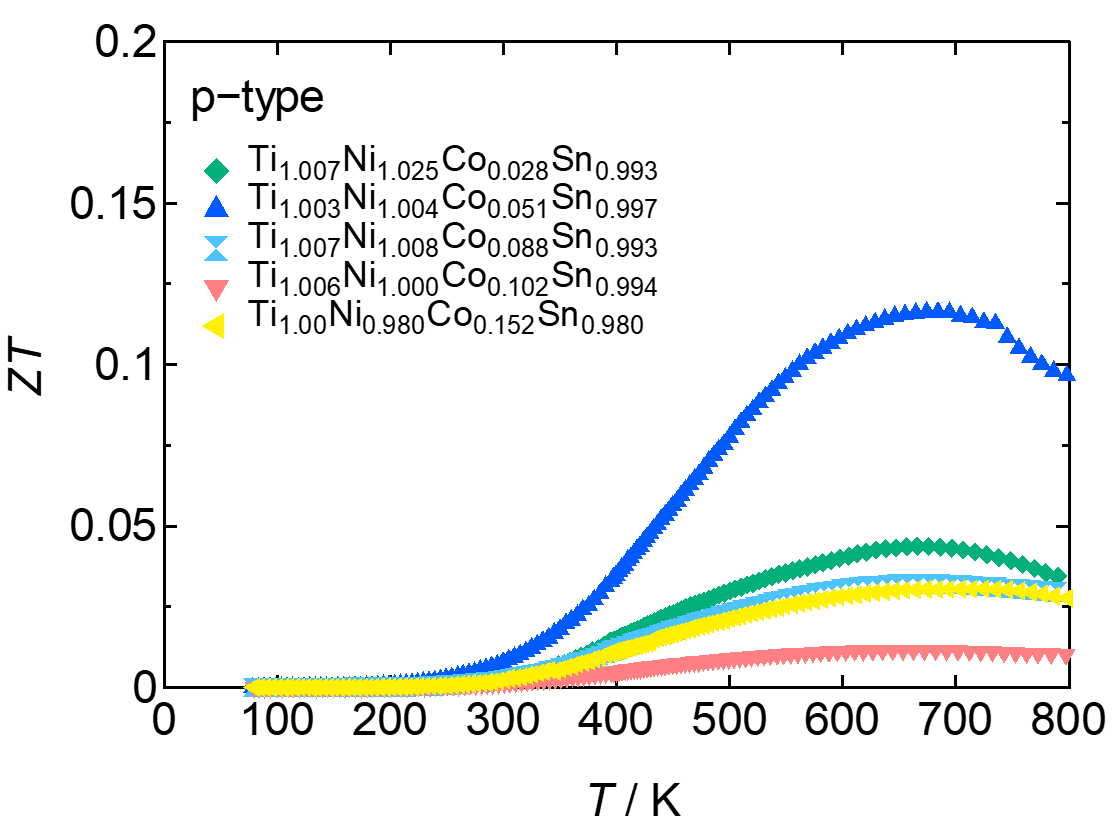 0.2
p−type
Ti1.007Ni1.025Co0.028Sn0.993
Ti1.003Ni1.004Co0.051Sn0.997
Ti1.007Ni1.008Co0.088Sn0.993
Ti1.006Ni1.000Co0.102Sn0.994
Ti1.00Ni0.980Co0.152Sn0.980
0.15
0.1
0.05
0
ZT
0 100 200 300 400 500 600 700 800
T / K